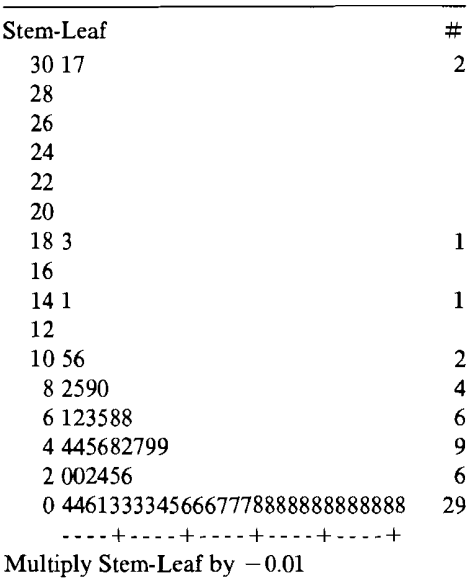 Stem-Leaf #
30 17 2
28
26
24
22
20
18 3 1
16
14 1 1
12
10 56 2
8 2590 4
6 123588 6
4 445682799 9
2 002456 6
0 44613333456667778888888888888 29
----+----+----+----+----+
Multiply Stem-Leaf by −0.01